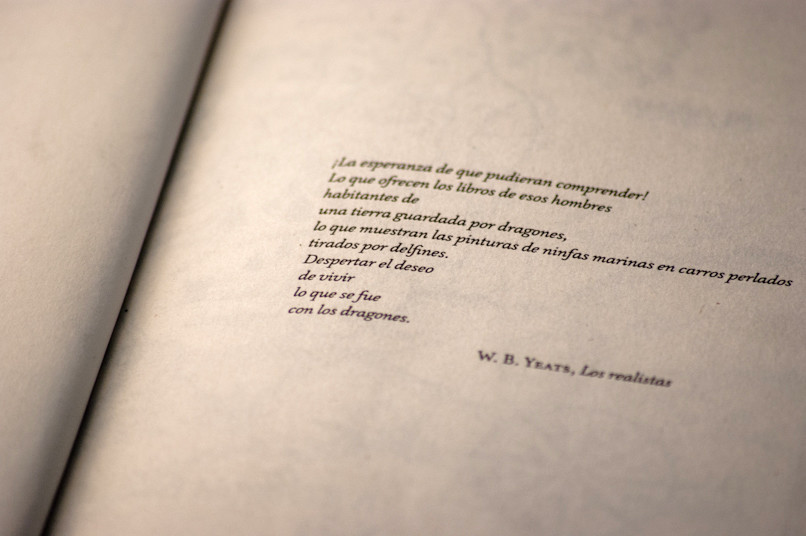 ¡La esperanza de que pudieran comprender!
Lo que ofrecen los libros de esos hombres
habitantes de
una tierra guardada por dragones,
lo que muestran las pinturas de ninfas marinas en carros perlados
tirados por delfines.
Despertar el deseo
de vivir
lo que se fue
con los dragones.
W. B. Yeats, Los realistas